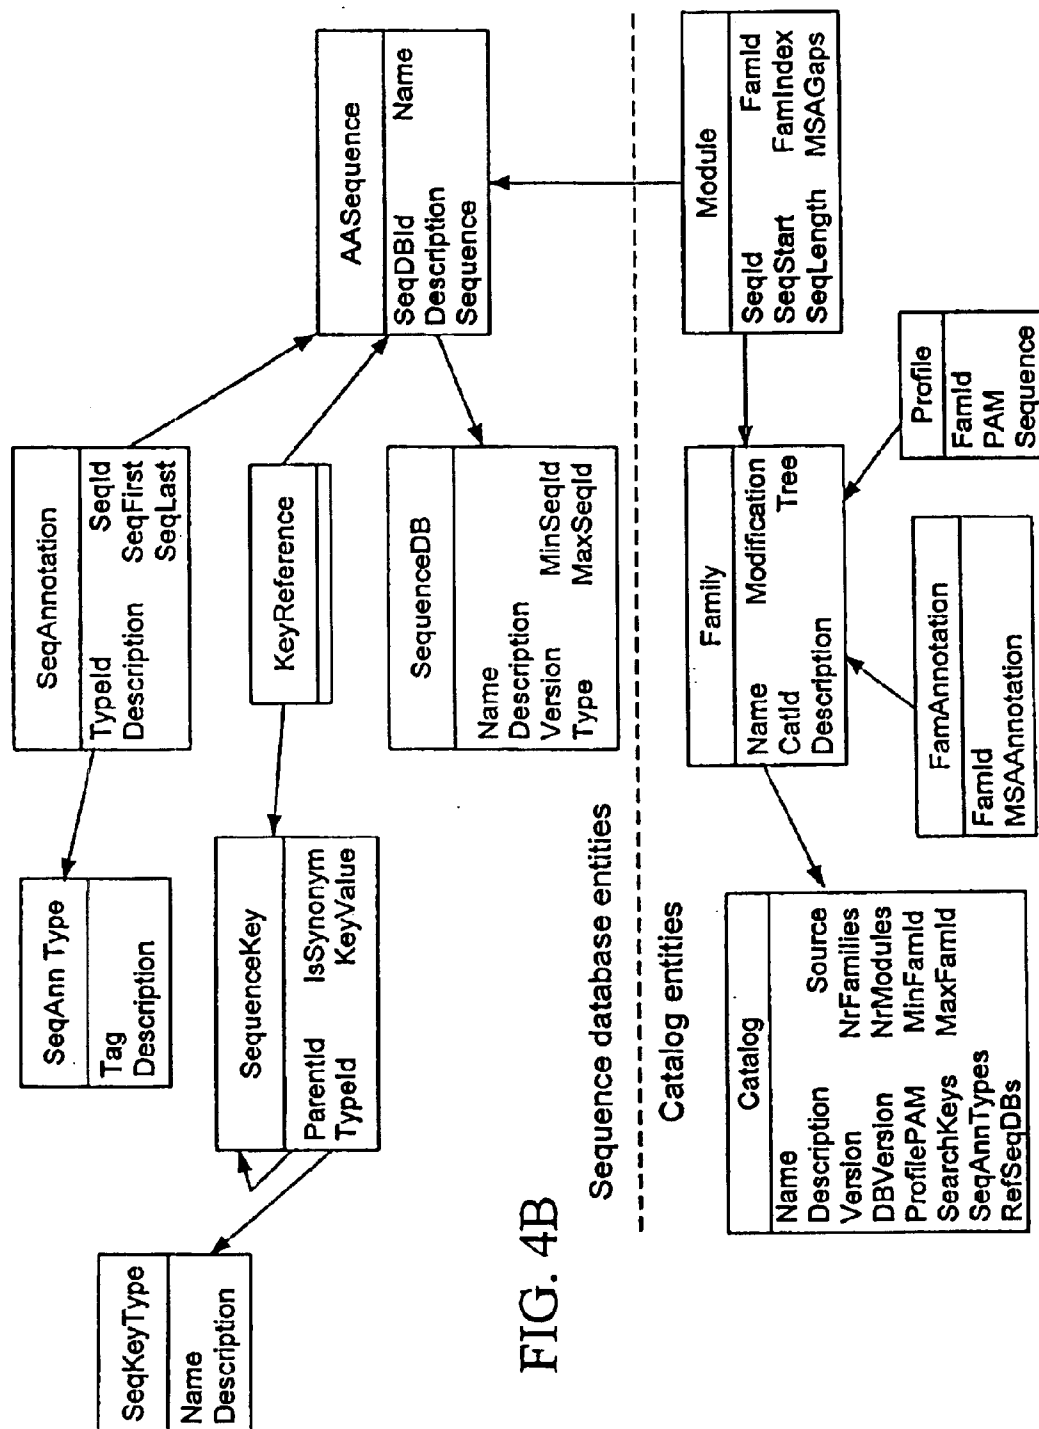 SeqKeyType
Name
Description
SeqAnn Type
Tag
Description
SequenceKey
ParentId IsSynonym
TypeId KeyValue
SeqAnnotation
TypeId SeqId
Description SeqFirst
SeqLast
KeyReference
SequenceDB
Name
Description
Version MinSeqId
Type MaxSeqId
AASequence
SeqDBId Name
Description
Sequence
FIG. 4B
Sequence database entities
Catalog entities
Catalog
Name
Description Source
Version NrFamilies
DBVersion NrModules
ProfilePAM MinFamId
SearchKeys MaxFamId
SeqAnnTypes
RefSeqDBs
Family
Name Modification
CatId Tree
Description
Module
SeqId FamId
SeqStart FamIndex
SeqLength MSAGaps
FamAnnotation
FamId
MSAAnnotation
Profile
FamId
PAM
Sequence